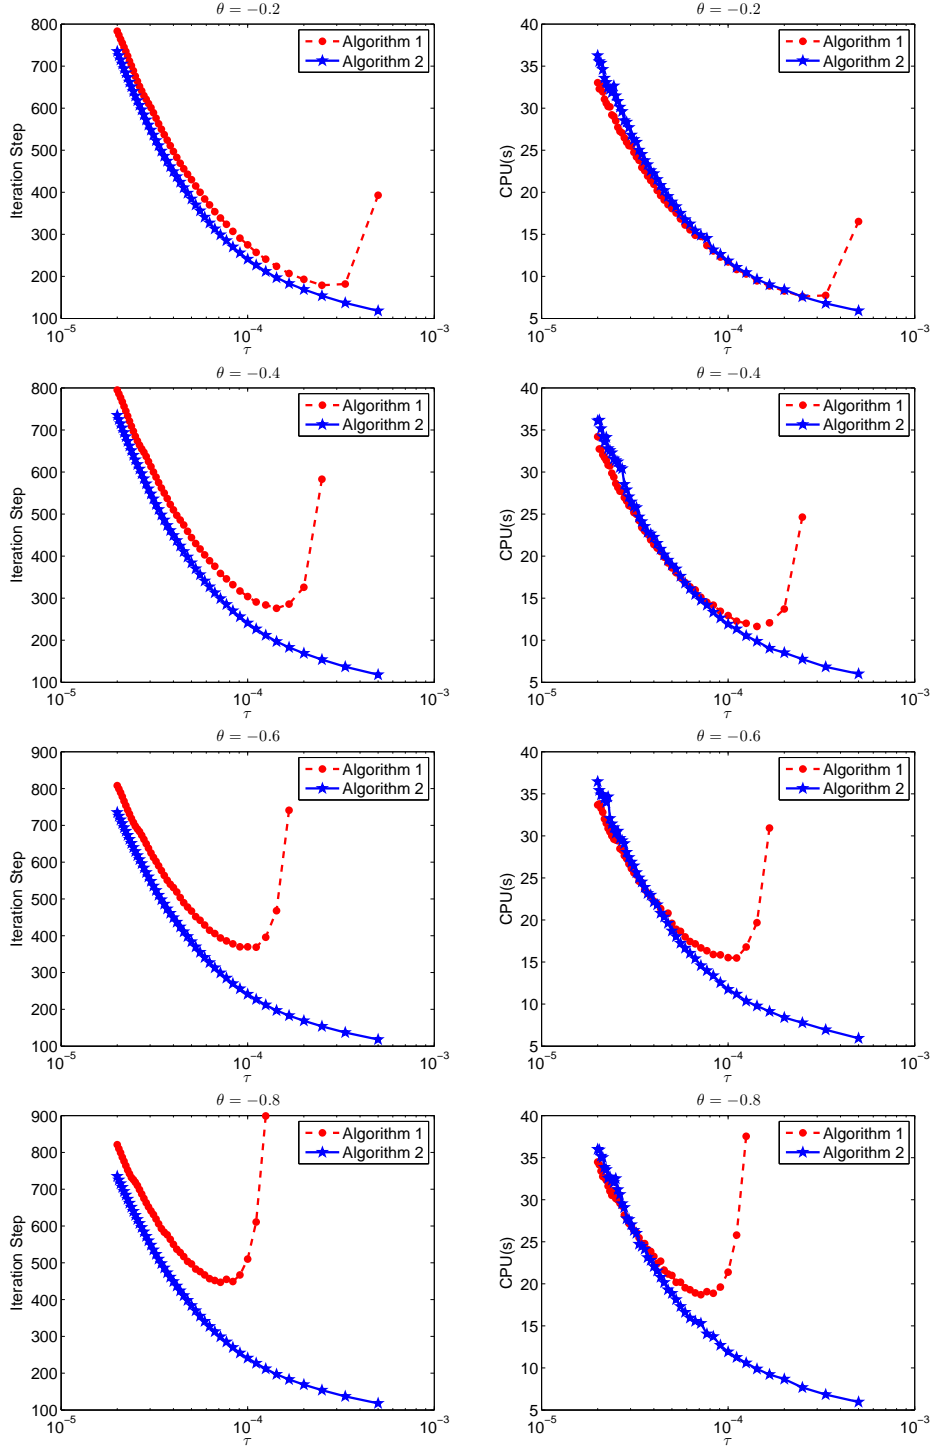 θ = −0.2
θ = −0.2
800
700
600
500
400
300
200
100
Iteration Step
Algorithm 1
Algorithm 2
10^−5
10^−4
10^−3
τ
40
35
30
25
20
15
10
5
CPU(s)
Algorithm 1
Algorithm 2
10^−5
10^−4
10^−3
τ
θ = −0.4
θ = −0.4
800
700
600
500
400
300
200
100
Iteration Step
Algorithm 1
Algorithm 2
10^−5
10^−4
10^−3
τ
40
35
30
25
20
15
10
5
CPU(s)
Algorithm 1
Algorithm 2
10^−5
10^−4
10^−3
τ
θ = −0.6
θ = −0.6
900
800
700
600
500
400
300
200
100
Iteration Step
Algorithm 1
Algorithm 2
10^−5
10^−4
10^−3
τ
40
35
30
25
20
15
10
5
CPU(s)
Algorithm 1
Algorithm 2
10^−5
10^−4
10^−3
τ
θ = −0.8
θ = −0.8
900
800
700
600
500
400
300
200
100
Iteration Step
Algorithm 1
Algorithm 2
10^−5
10^−4
10^−3
τ
40
35
30
25
20
15
10
5
CPU(s)
Algorithm 1
Algorithm 2
10^−5
10^−4
10^−3
τ